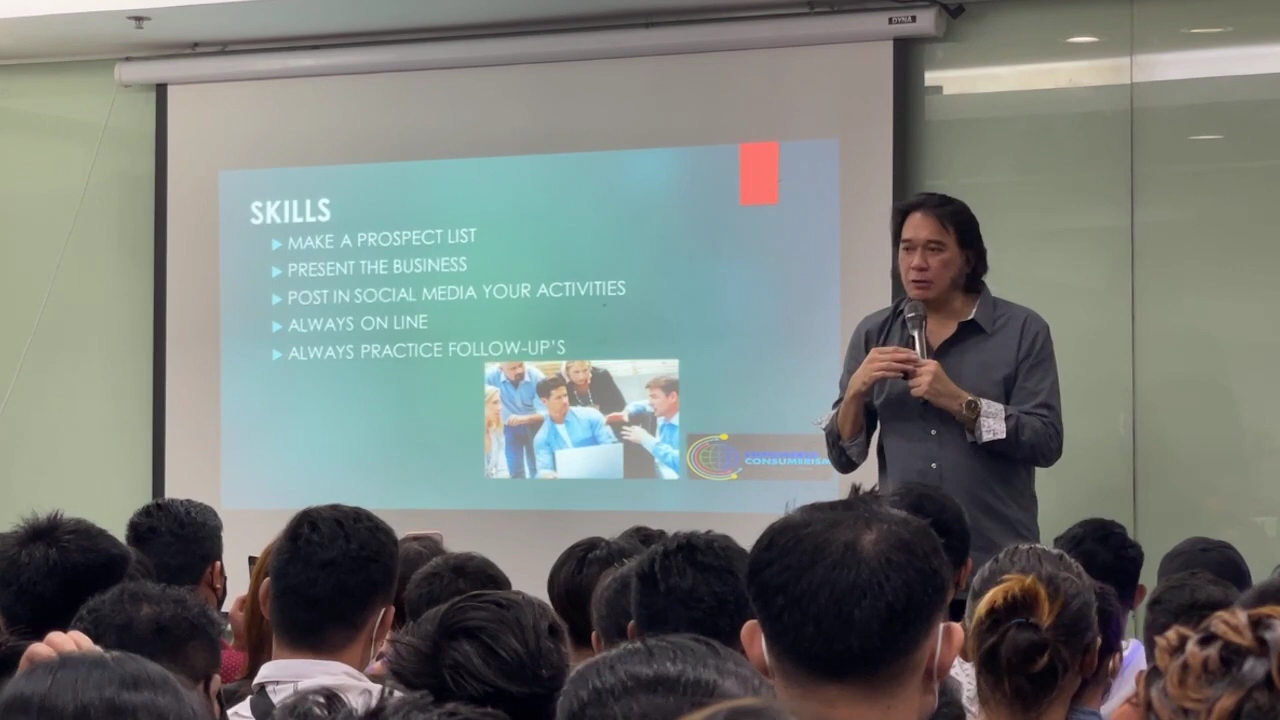 DYNA
SKILLS
MAKE A PROSPECT LIST
PRESENT THE BUSINESS
POST IN SOCIAL MEDIA YOUR ACTIVITIES
ALWAYS ON LINE
ALWAYS PRACTICE FOLLOW-UP'S
CONSUMERISM